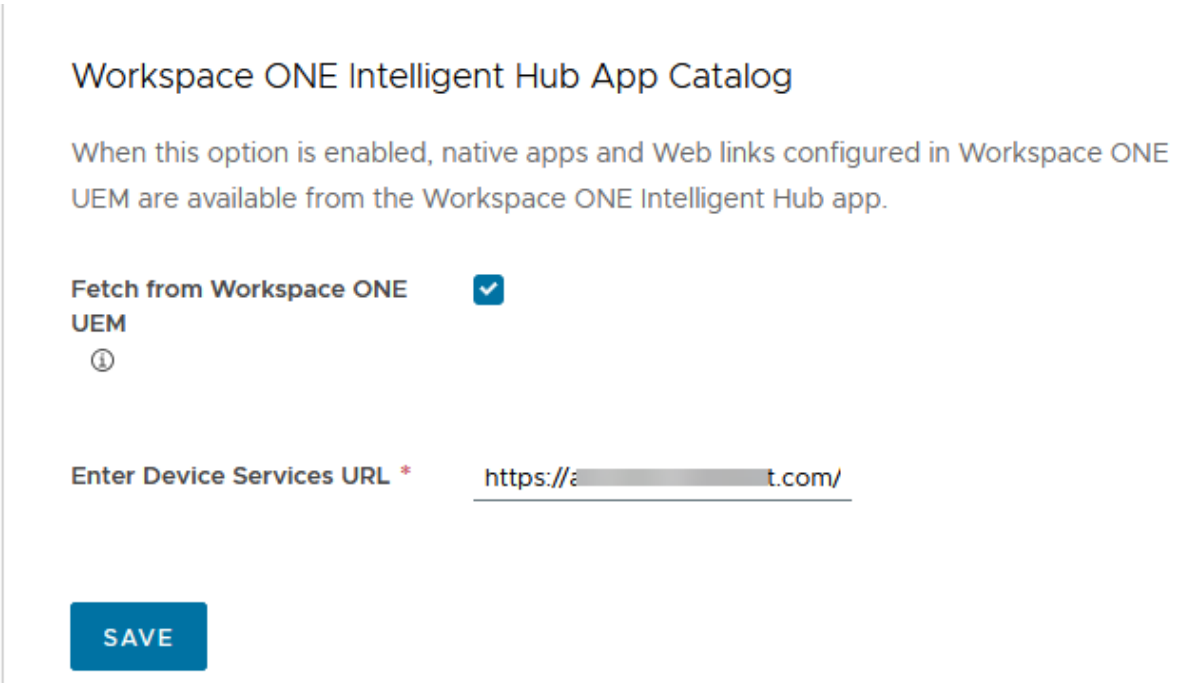 Workspace ONE Intelligent Hub App Catalog
When this option is enabled, native apps and Web links configured in Workspace ONE
UEM are available from the Workspace ONE Intelligent Hub app.
Fetch from Workspace ONE
UEM
Enter Device Services URL *
https://a t.com/
SAVE